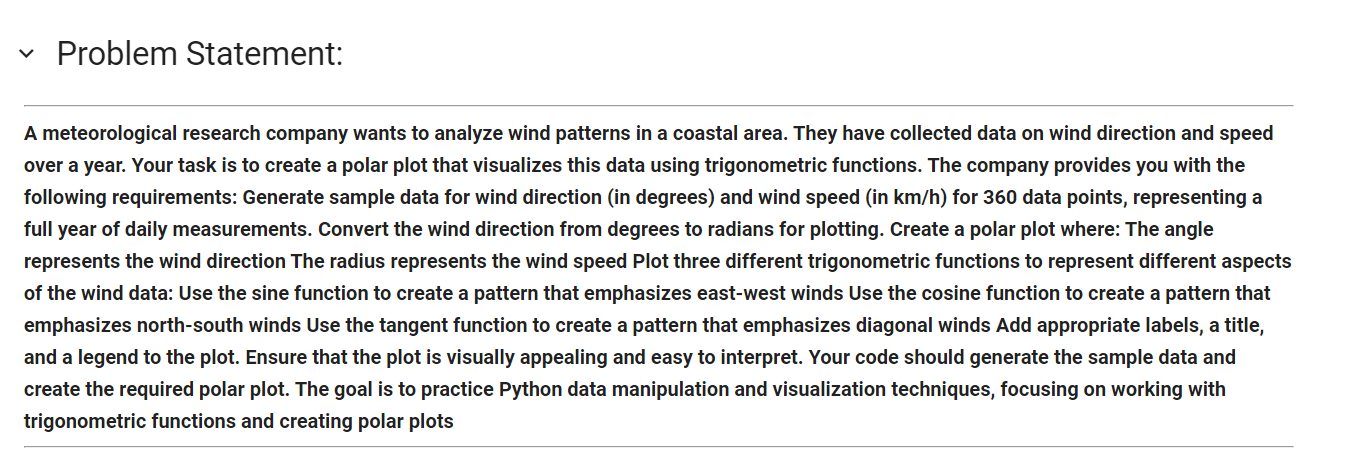 Problem Statement:
A meteorological research company wants to analyze wind patterns in a coastal area. They have collected data on wind direction and speed
over a year. Your task is to create a polar plot that visualizes this data using trigonometric functions. The company provides you with the
following requirements: Generate sample data for wind direction (in degrees) and wind speed (in km/h) for 360 data points, representing a
full year of daily measurements. Convert the wind direction from degrees to radians for plotting. Create a polar plot where: The angle
represents the wind direction The radius represents the wind speed Plot three different trigonometric functions to represent different aspects
of the wind data: Use the sine function to create a pattern that emphasizes east-west winds Use the cosine function to create a pattern that
emphasizes north-south winds Use the tangent function to create a pattern that emphasizes diagonal winds Add appropriate labels, a title,
and a legend to the plot. Ensure that the plot is visually appealing and easy to interpret. Your code should generate the sample data and
create the required polar plot. The goal is to practice Python data manipulation and visualization techniques, focusing on working with
trigonometric functions and creating polar plots